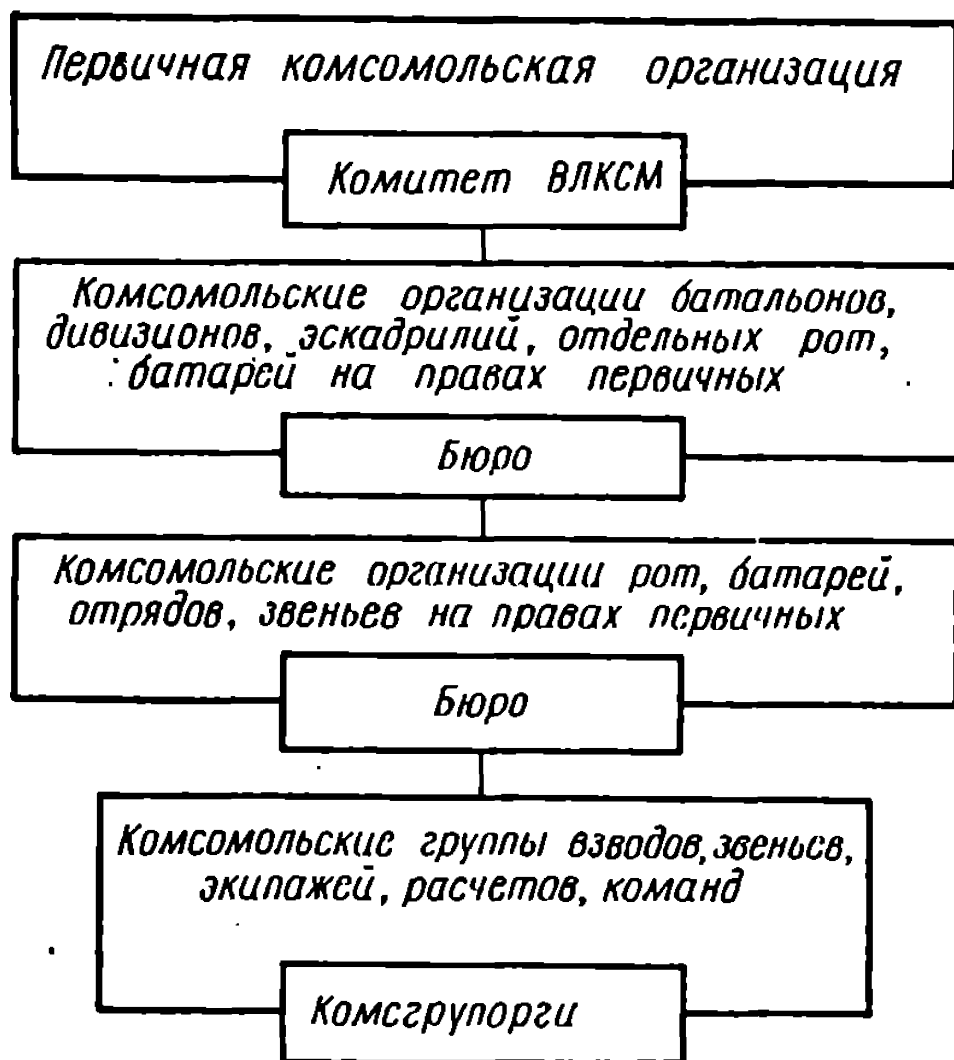 Первичная комсомольская организация
Комитет ВЛКСМ
Комсомольские организации батальонов,
дивизионов, эскадрилий, отдельных рот,
батарей на правах первичных
Бюро
Комсомольские организации рот, батарей,
отрядов, звеньев на правах первичных
Бюро
Комсомольские группы взводов, звеньев,
экипажей, расчетов, команд
Комсгрупорги